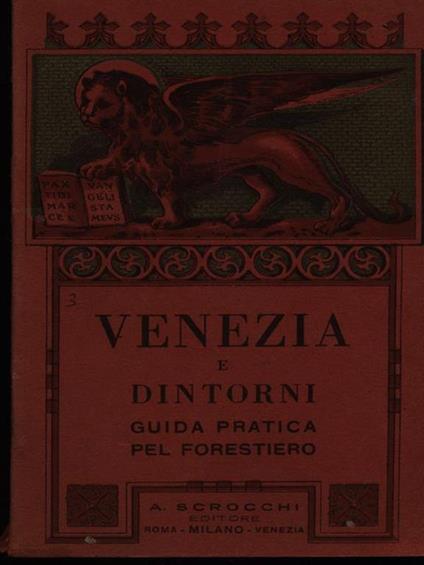 PAX
TIBI
MAR
CE E
VAN
GELI
STA
MEVS
3
VENEZIA
E
DINTORNI
GUIDA PRATICA
PEL FORESTIERO
A. SCROCCHI
EDITORE
ROMA - MILANO - VENEZIA